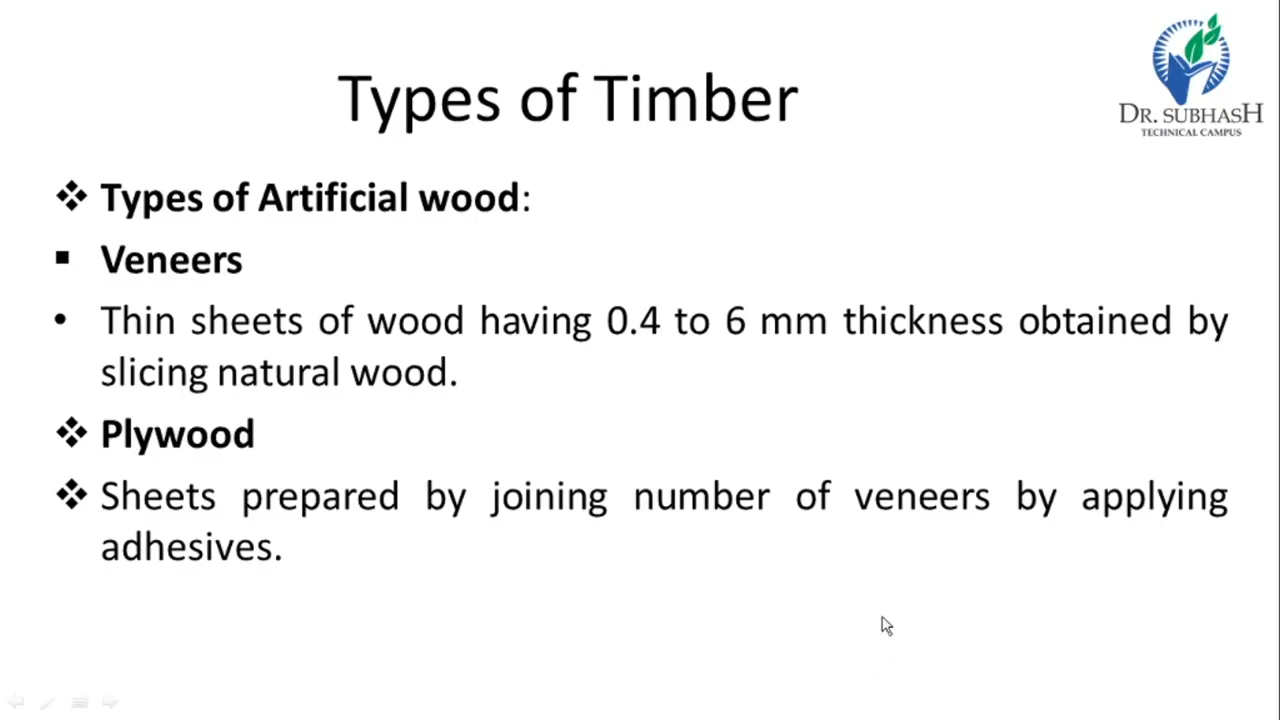 Types of Timber
DR. SUBHASH
TECHNICAL CAMPUS
❖ Types of Artificial wood:
▪ Veneers
• Thin sheets of wood having 0.4 to 6 mm thickness obtained by
slicing natural wood.
❖ Plywood
❖ Sheets prepared by joining number of veneers by applying
adhesives.